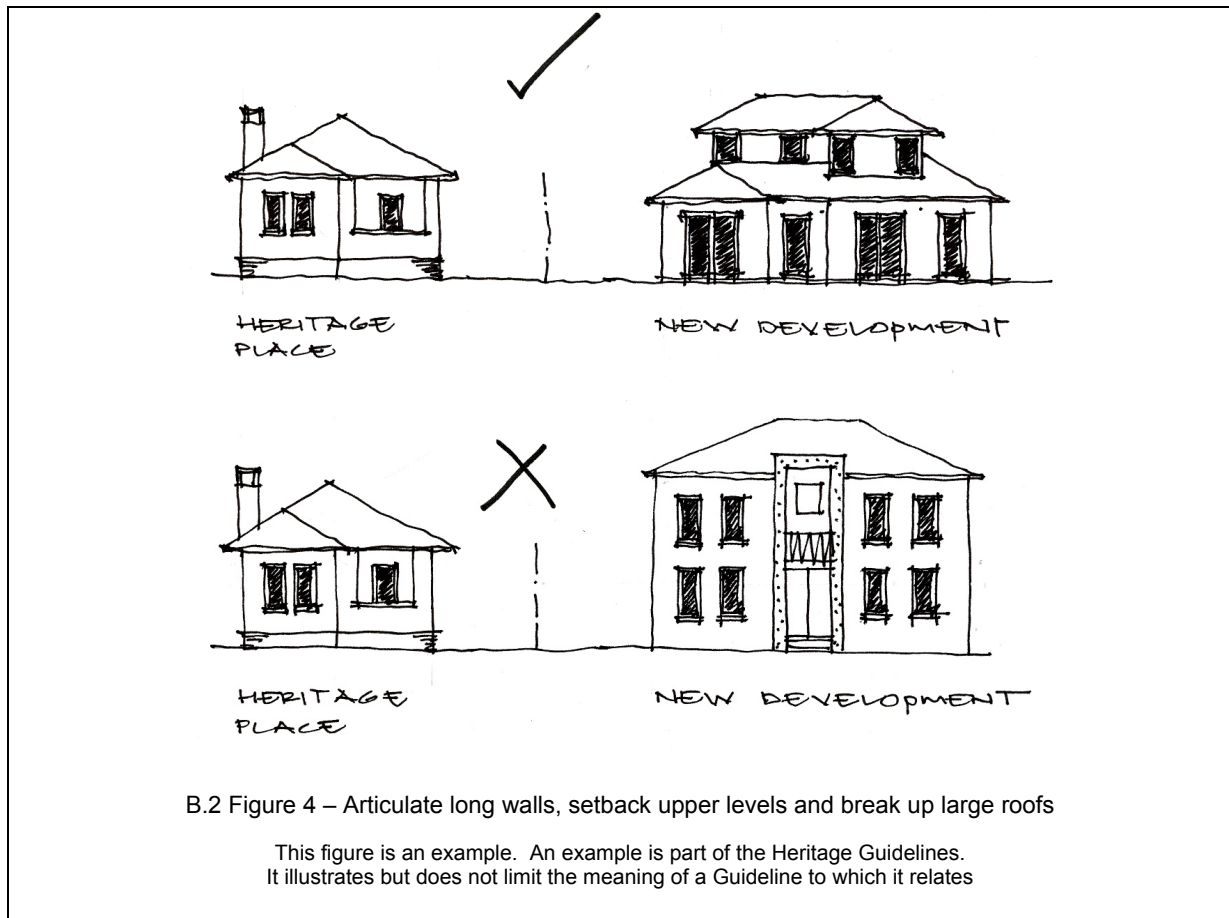 HERITAGE
PLACE
NEW DEVELOPMENT
HERITAGE
PLACE
NEW DEVELOPMENT
B.2 Figure 4 – Articulate long walls, setback upper levels and break up large roofs
This figure is an example.  An example is part of the Heritage Guidelines.
It illustrates but does not limit the meaning of a Guideline to which it relates